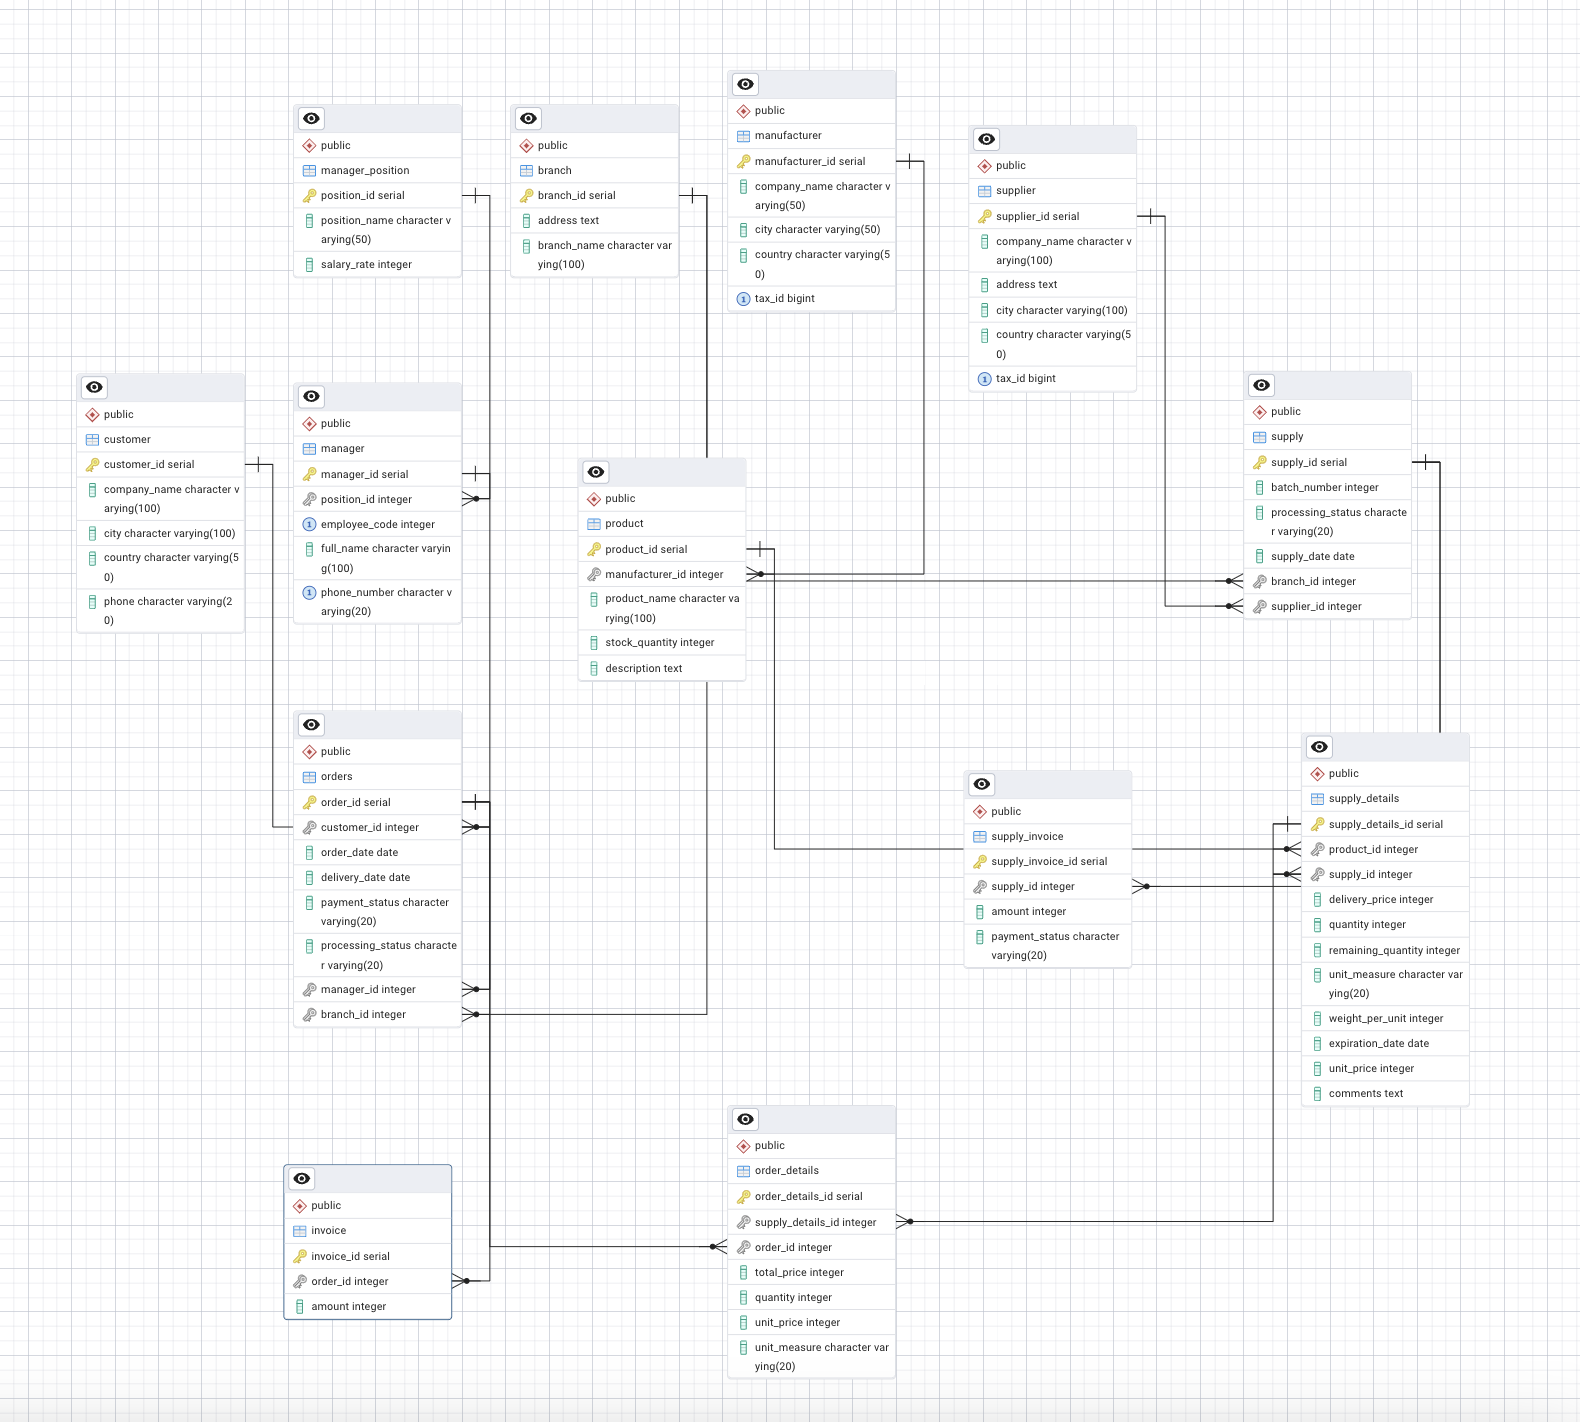 public
manager_position
position_id serial
position_name character v
arying(50)
salary_rate integer
public
branch
branch_id serial
address text
branch_name character var
ying(100)
public
manufacturer
manufacturer_id serial
company_name character v
arying(50)
city character varying(50)
country character varying(5
0)
tax_id bigint
public
supplier
supplier_id serial
company_name character v
arying(100)
address text
city character varying(100)
country character varying(5
0)
tax_id bigint
public
customer
customer_id serial
company_name character v
arying(100)
city character varying(100)
country character varying(5
0)
phone character varying(2
0)
public
manager
manager_id serial
position_id integer
employee_code integer
full_name character varyin
g(100)
phone_number character v
arying(20)
public
product
product_id serial
manufacturer_id integer
product_name character va
rying(100)
stock_quantity integer
description text
public
supply
supply_id serial
batch_number integer
processing_status characte
r varying(20)
supply_date date
branch_id integer
supplier_id integer
public
orders
order_id serial
customer_id integer
order_date date
delivery_date date
payment_status character
varying(20)
processing_status characte
r varying(20)
manager_id integer
branch_id integer
public
supply_invoice
supply_invoice_id serial
supply_id integer
amount integer
payment_status character
varying(20)
public
supply_details
supply_details_id serial
product_id integer
supply_id integer
delivery_price integer
quantity integer
remaining_quantity integer
unit_measure character var
ying(20)
weight_per_unit integer
expiration_date date
unit_price integer
comments text
public
invoice
invoice_id serial
order_id integer
amount integer
public
order_details
order_details_id serial
supply_details_id integer
order_id integer
total_price integer
quantity integer
unit_price integer
unit_measure character var
ying(20)